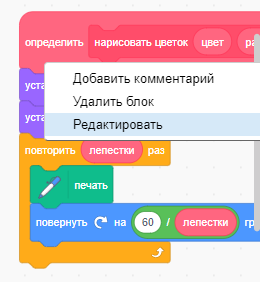 определить нарисовать цветок цвет ра
уста
Добавить комментарий
Удалить блок
уста
Редактировать
повторить лепестки раз
печать
повернуть на 60 / лепестки гр